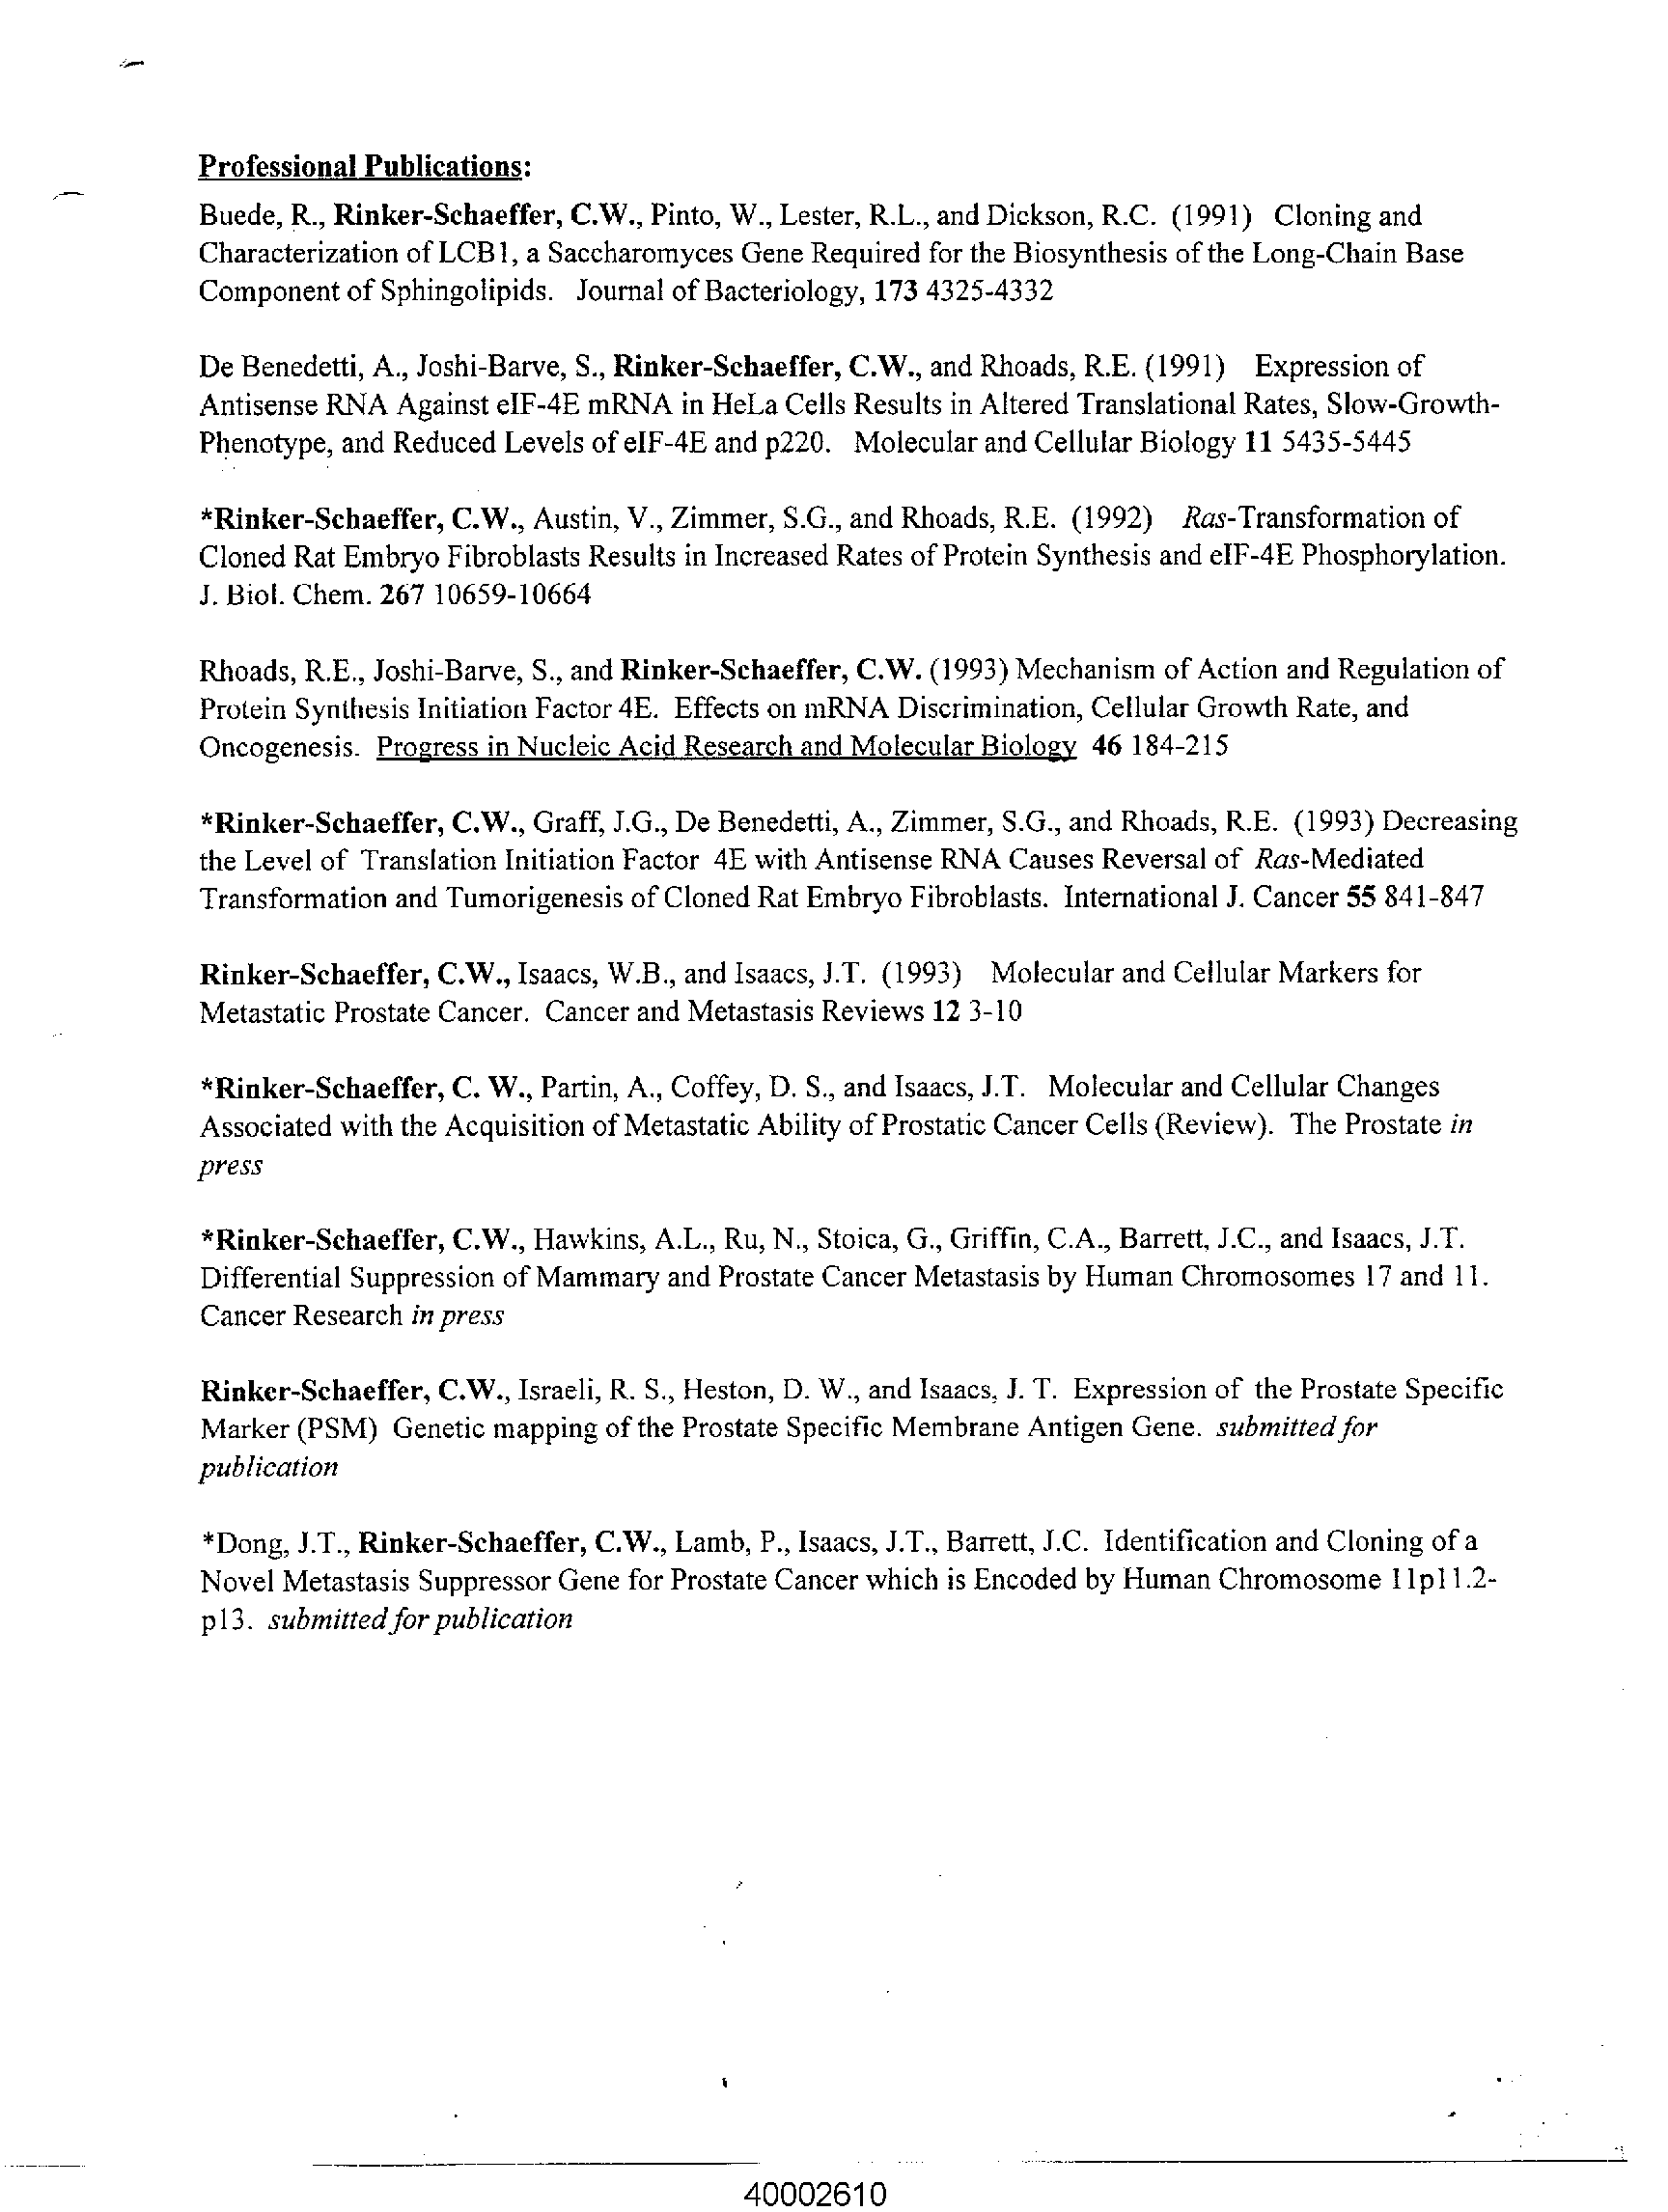 Professional Publications:
Buede, R., Rinker-Schaeffer, C.W., Pinto, W., Lester, R.L., and Dickson, R.C. (1991) Cloning and
Characterization of LCB1, a Saccharomyces Gene Required for the Biosynthesis of the Long-Chain Base
Component of Sphingolipids. Journal of Bacteriology, 173 4325-4332
De Benedetti, A., Joshi-Barve, S., Rinker-Schaeffer, C.W., and Rhoads, R.E. (1991) Expression of
Antisense RNA Against eIF-4E mRNA in HeLa Cells Results in Altered Translational Rates, Slow-Growth-
Phenotype, and Reduced Levels of eIF-4E and p220. Molecular and Cellular Biology 11 5435-5445
*Rinker-Schaeffer, C.W., Austin, V., Zimmer, S.G., and Rhoads, R.E. (1992) Ras-Transformation of
Cloned Rat Embryo Fibroblasts Results in Increased Rates of Protein Synthesis and eIF-4E Phosphorylation.
J. Biol. Chem. 267 10659-10664
Rhoads, R.E., Joshi-Barve, S., and Rinker-Schaeffer, C.W. (1993) Mechanism of Action and Regulation of
Protein Synthesis Initiation Factor 4E. Effects on mRNA Discrimination, Cellular Growth Rate, and
Oncogenesis. Progress in Nucleic Acid Research and Molecular Biology 46 184-215
*Rinker-Schaeffer, C.W., Graff, J.G., De Benedetti, A., Zimmer, S.G., and Rhoads, R.E. (1993) Decreasing
the Level of Translation Initiation Factor 4E with Antisense RNA Causes Reversal of Ras-Mediated
Transformation and Tumorigenesis of Cloned Rat Embryo Fibroblasts. International J. Cancer 55 841-847
Rinker-Schaeffer, C.W., Isaacs, W.B., and Isaacs, J.T. (1993) Molecular and Cellular Markers for
Metastatic Prostate Cancer. Cancer and Metastasis Reviews 12 3-10
*Rinker-Schaeffer, C. W., Partin, A., Coffey, D. S., and Isaacs, J.T. Molecular and Cellular Changes
Associated with the Acquisition of Metastatic Ability of Prostatic Cancer Cells (Review). The Prostate in
press
*Rinker-Schaeffer, C.W., Hawkins, A.L., Ru, N., Stoica, G., Griffin, C.A., Barrett, J.C., and Isaacs, J.T.
Differential Suppression of Mammary and Prostate Cancer Metastasis by Human Chromosomes 17 and 11.
Cancer Research in press
Rinker-Schaeffer, C.W., Israeli, R. S., Heston, D. W., and Isaacs, J. T. Expression of the Prostate Specific
Marker (PSM) Genetic mapping of the Prostate Specific Membrane Antigen Gene. submitted for
publication
*Dong, J.T., Rinker-Schaeffer, C.W., Lamb, P., Isaacs, J.T., Barrett, J.C. Identification and Cloning of a
Novel Metastasis Suppressor Gene for Prostate Cancer which is Encoded by Human Chromosome 11p11.2-
p13. submitted for publication
40002610